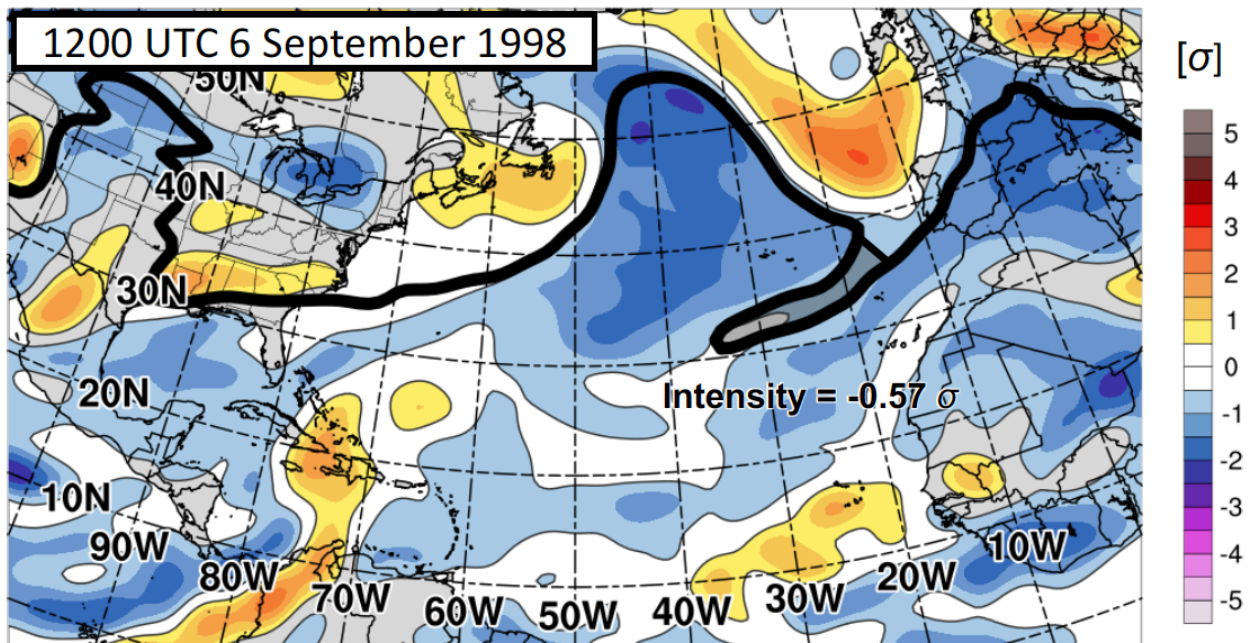 1200 UTC 6 September 1998
[σ]
50N
40N
30N
20N
10N
90W
80W
70W
60W
50W
40W
30W
20W
10W
Intensity = -0.57 σ
5
4
3
2
1
0
-1
-2
-3
-4
-5